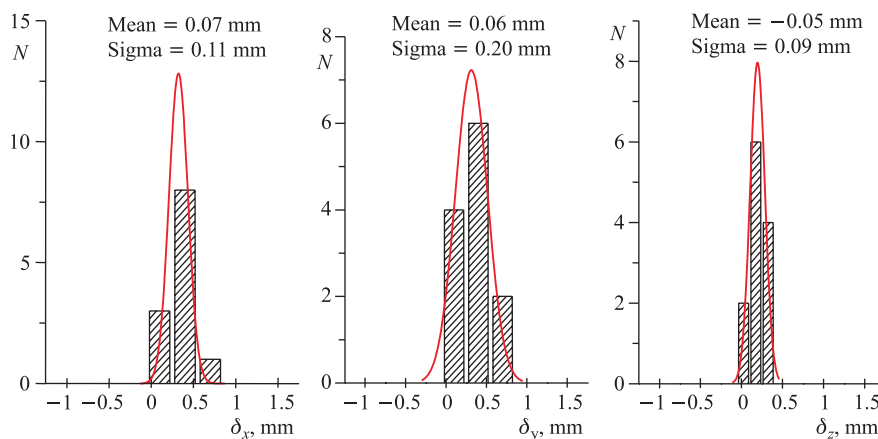 Mean = 0.07 mm
Sigma = 0.11 mm
N
15
10
5
0
−1 −0.5 0 0.5 1 1.5
δx, mm
Mean = 0.06 mm
Sigma = 0.20 mm
N
8
6
4
2
0
−1 −0.5 0 0.5 1 1.5
δy, mm
Mean = −0.05 mm
Sigma = 0.09 mm
N
8
6
4
2
0
−1 −0.5 0 0.5 1 1.5
δz, mm